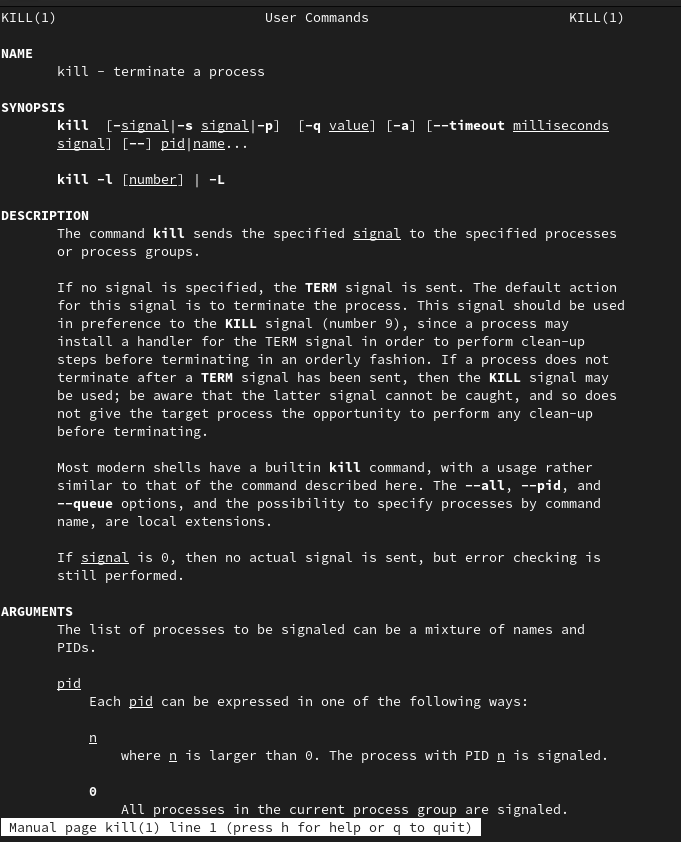 KILL(1) User Commands KILL(1)
NAME
kill - terminate a process
SYNOPSIS
kill [-signal|-s signal|-p] [-q value] [-a] [--timeout milliseconds
signal] [--] pid|name...
kill -l [number] | -L
DESCRIPTION
The command kill sends the specified signal to the specified processes
or process groups.
If no signal is specified, the TERM signal is sent. The default action
for this signal is to terminate the process. This signal should be used
in preference to the KILL signal (number 9), since a process may
install a handler for the TERM signal in order to perform clean-up
steps before terminating in an orderly fashion. If a process does not
terminate after a TERM signal has been sent, then the KILL signal may
be used; be aware that the latter signal cannot be caught, and so does
not give the target process the opportunity to perform any clean-up
before terminating.
Most modern shells have a builtin kill command, with a usage rather
similar to that of the command described here. The --all, --pid, and
--queue options, and the possibility to specify processes by command
name, are local extensions.
If signal is 0, then no actual signal is sent, but error checking is
still performed.
ARGUMENTS
The list of processes to be signaled can be a mixture of names and
PIDs.
pid
Each pid can be expressed in one of the following ways:
n
where n is larger than 0. The process with PID n is signaled.
0
All processes in the current process group are signaled.
Manual page kill(1) line 1 (press h for help or q to quit)